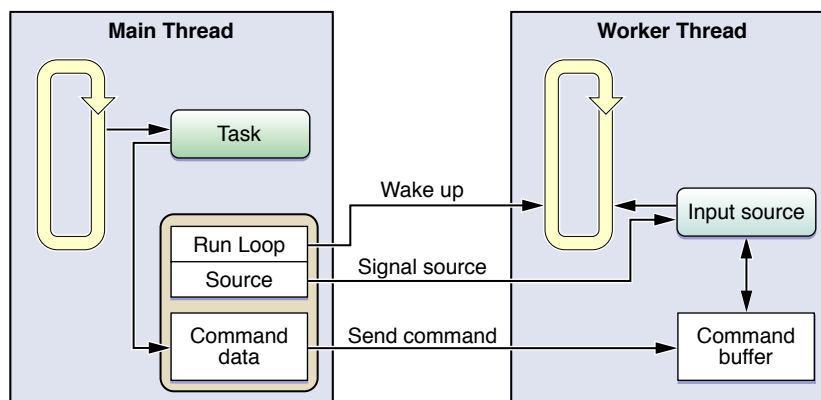 Main Thread
Worker Thread
Task
Wake up
Input source
Run Loop
Source
Signal source
Command
data
Send command
Command
buffer